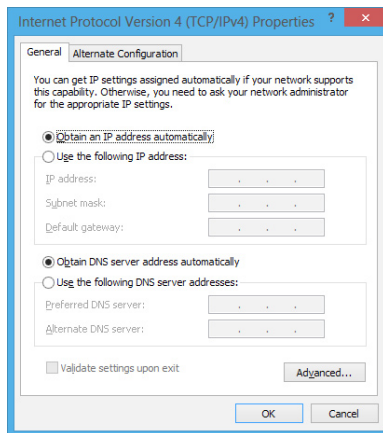 Internet Protocol Version 4 (TCP/IPv4) Properties ? ×
General Alternate Configuration
You can get IP settings assigned automatically if your network supports
this capability. Otherwise, you need to ask your network administrator
for the appropriate IP settings.
Obtain an IP address automatically
Use the following IP address:
IP address:
Subnet mask:
Default gateway:
Obtain DNS server address automatically
Use the following DNS server addresses:
Preferred DNS server:
Alternate DNS server:
Validate settings upon exit
Advanced...
OK Cancel